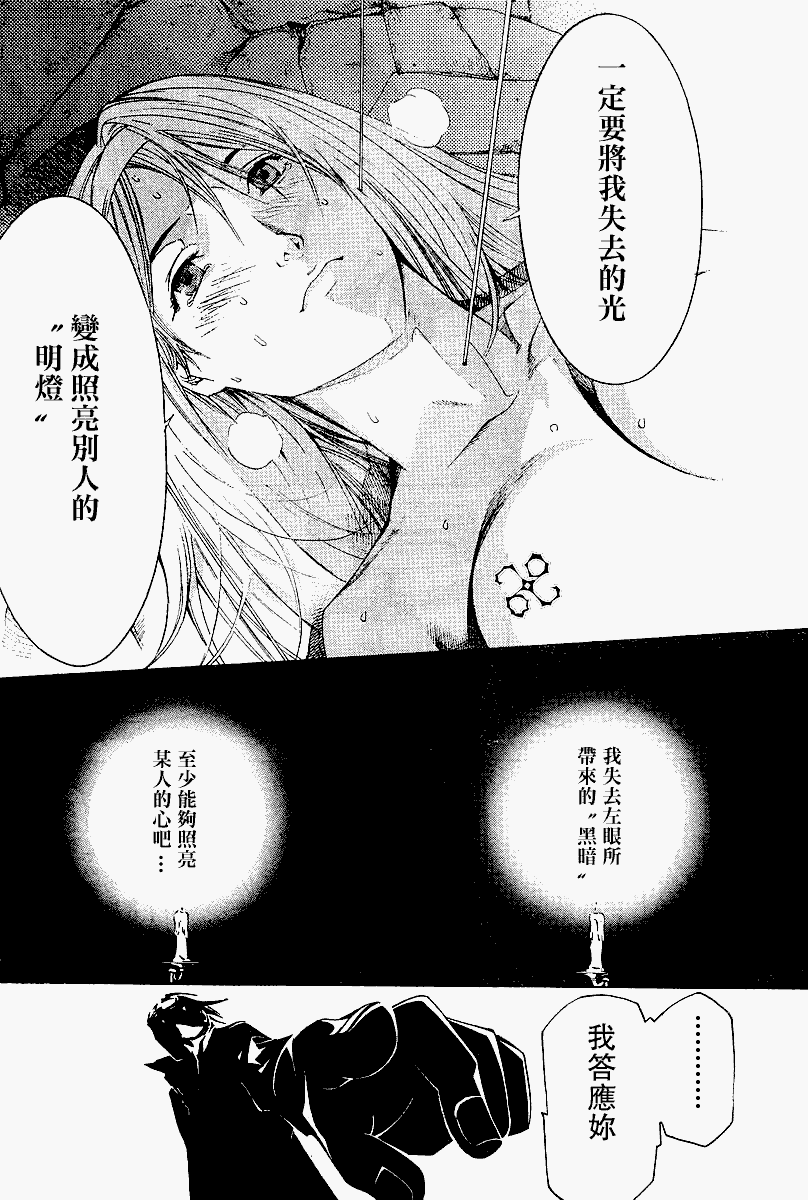 一定要將我失去的光
變成照亮別人的
〝明燈〟
我失去左眼所
帶來的〝黑暗〟
至少能夠照亮
某人的心吧…
………
我答應妳